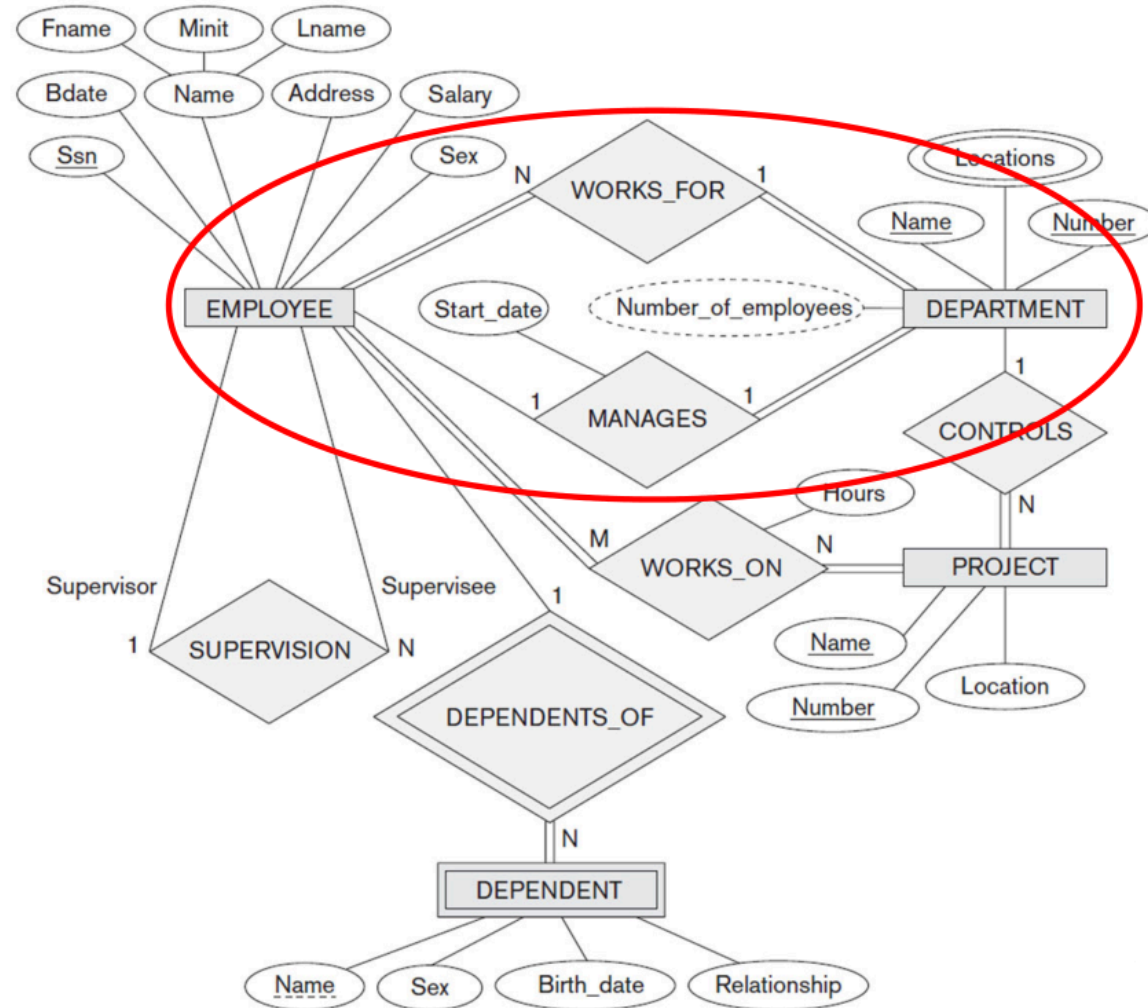 Fname Minit Lname
Bdate Name Address Salary
Ssn Sex
N WORKS_FOR 1
Locations
Name Number
EMPLOYEE Start_date Number_of_employees DEPARTMENT
1 MANAGES 1
1
CONTROLS
N
Hours
M WORKS_ON N
PROJECT
Supervisor Supervisee
1 SUPERVISION N
1
Name
Number Location
DEPENDENTS_OF
N
DEPENDENT
Name Sex Birth_date Relationship